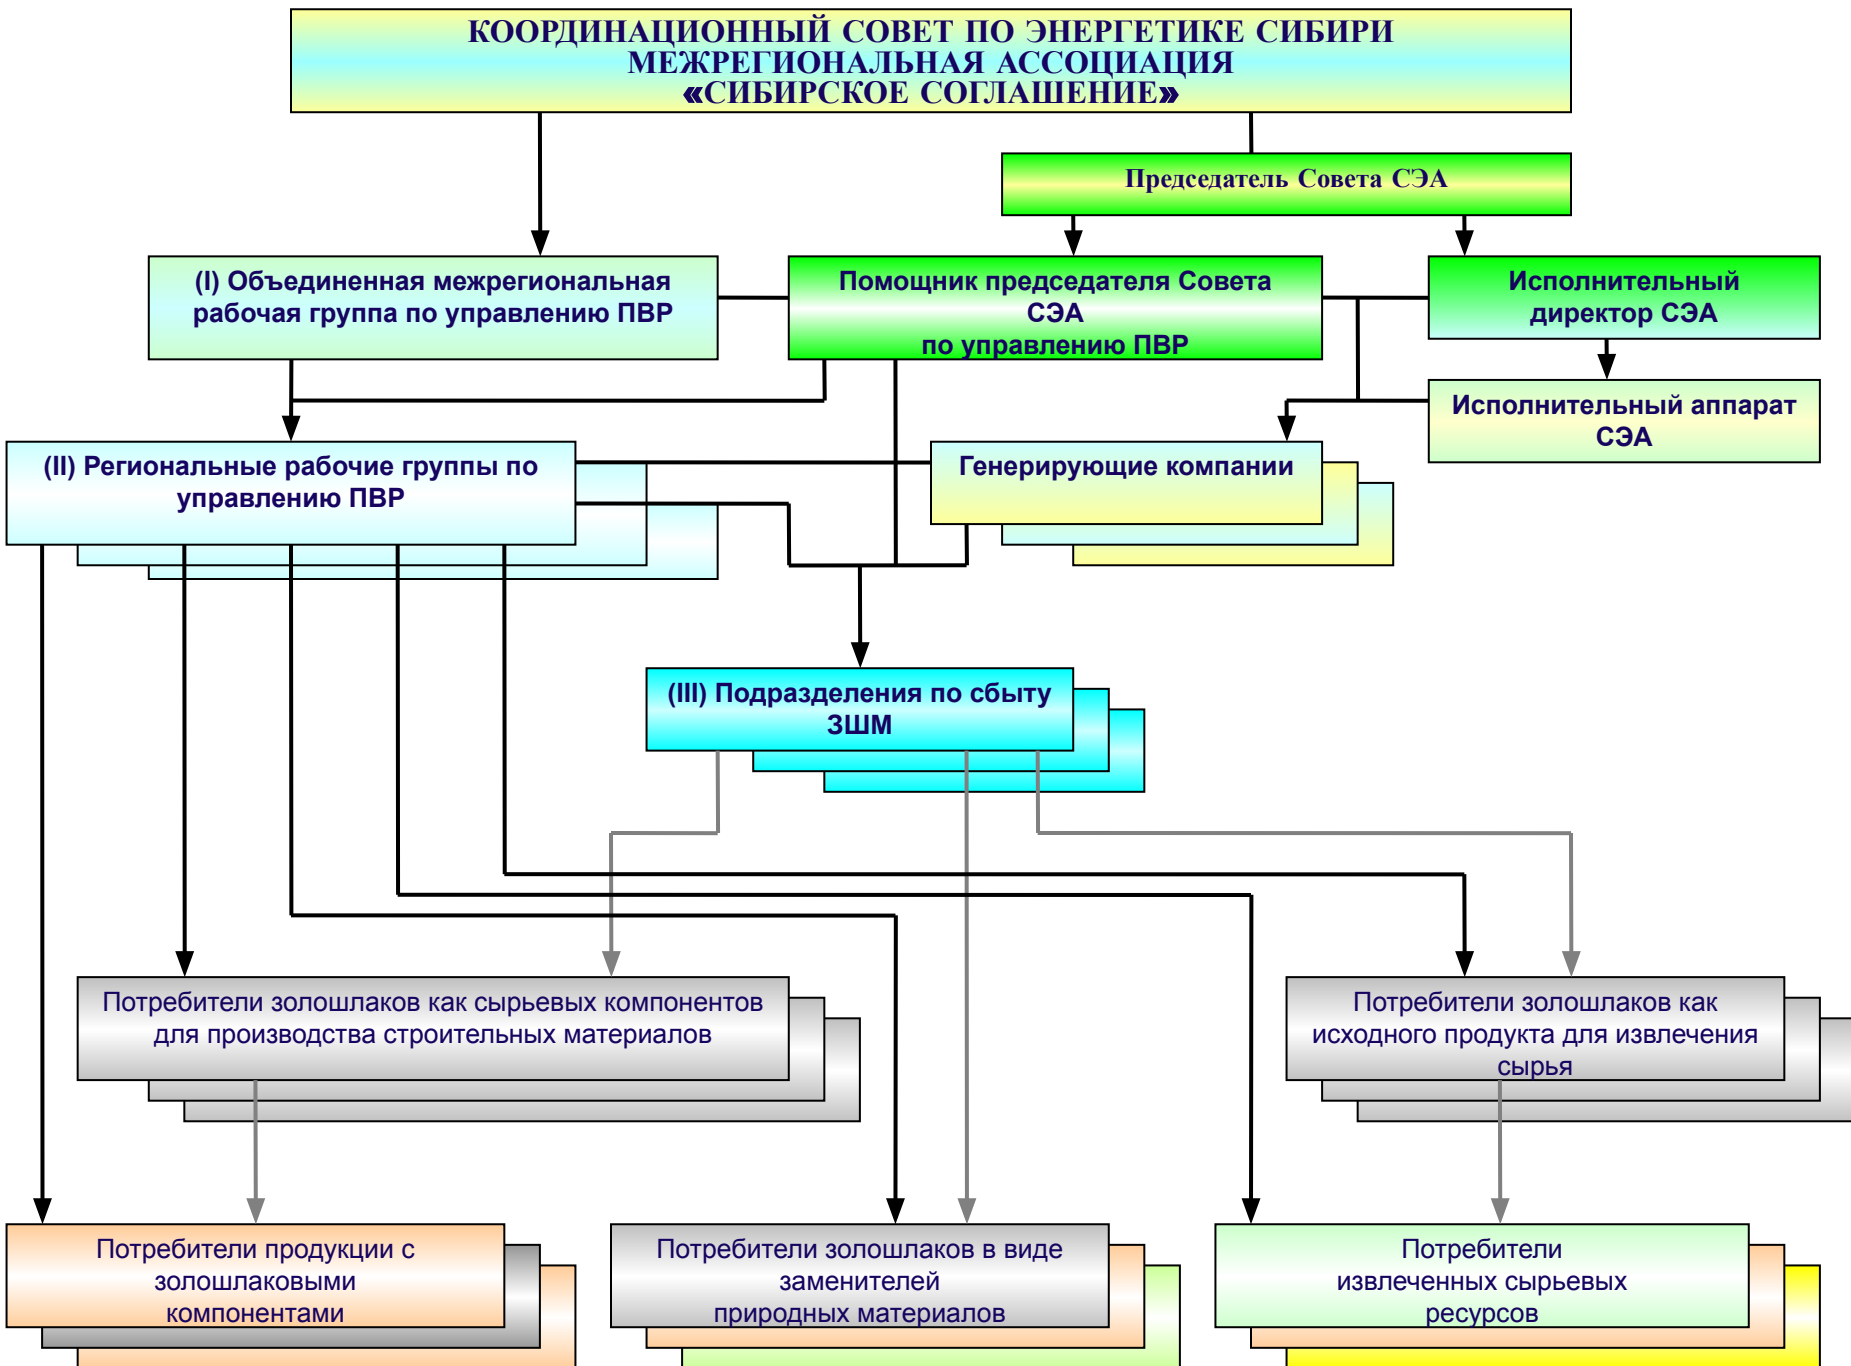 КООРДИНАЦИОННЫЙ СОВЕТ ПО ЭНЕРГЕТИКЕ СИБИРИ
МЕЖРЕГИОНАЛЬНАЯ АССОЦИАЦИЯ
«СИБИРСКОЕ СОГЛАШЕНИЕ»
Председатель Совета СЭА
(I) Объединенная межрегиональная
рабочая группа по управлению ПВР
Помощник председателя Совета
СЭА
по управлению ПВР
Исполнительный
директор СЭА
Исполнительный аппарат
СЭА
(II) Региональные рабочие группы по
управлению ПВР
Генерирующие компании
(III) Подразделения по сбыту
ЗШМ
Потребители золошлаков как сырьевых компонентов
для производства строительных материалов
Потребители золошлаков как
исходного продукта для извлечения
сырья
Потребители продукции с
золошлаковыми
компонентами
Потребители золошлаков в виде
заменителей
природных материалов
Потребители
извлеченных сырьевых
ресурсов